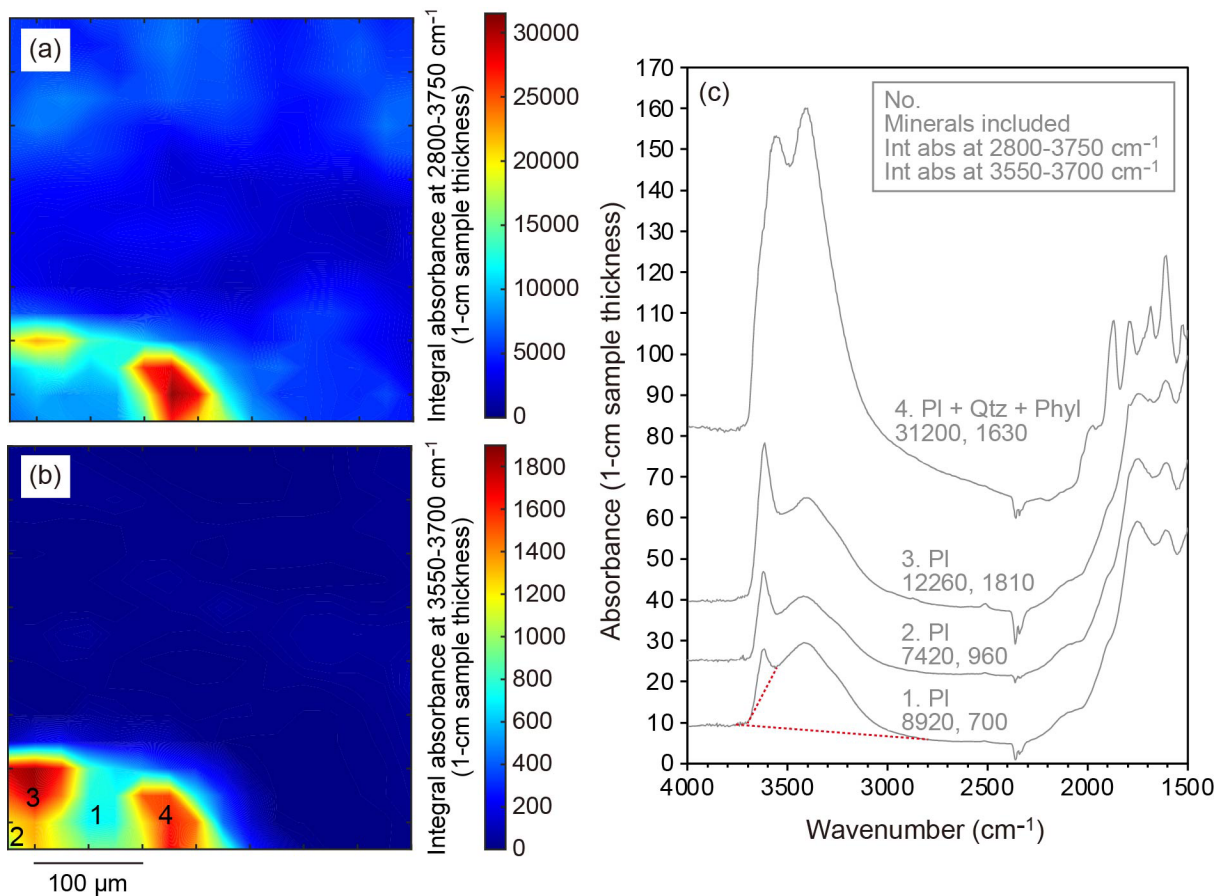 (a)
30000
25000
20000
15000
10000
5000
0
Integral absorbance at 2800-3750 cm⁻¹
(1-cm sample thickness)
(b)
1800
1600
1400
1200
1000
800
600
400
200
0
Integral absorbance at 3550-3700 cm⁻¹
(1-cm sample thickness)
3
1
4
2
100 µm
(c)
170
160
150
140
130
120
110
100
90
80
70
60
50
40
30
20
10
0
Absorbance (1-cm sample thickness)
No.
Minerals included
Int abs at 2800-3750 cm⁻¹
Int abs at 3550-3700 cm⁻¹
4. Pl + Qtz + Phyl
31200, 1630
3. Pl
12260, 1810
2. Pl
7420, 960
1. Pl
8920, 700
4000 3500 3000 2500 2000 1500
Wavenumber (cm⁻¹)